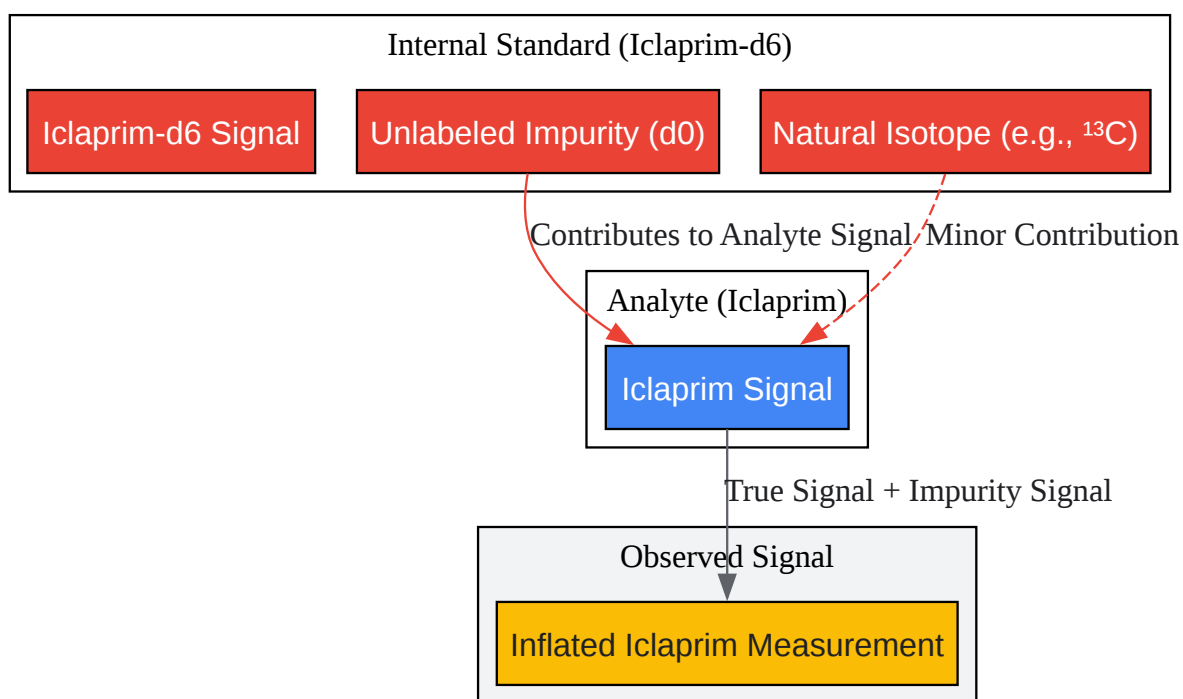 Internal Standard (Iclaprim-d6)
Iclaprim-d6 Signal
Unlabeled Impurity (d0)
Natural Isotope (e.g., ¹³C)
Contributes to Analyte Signal
Minor Contribution
Analyte (Iclaprim)
Iclaprim Signal
True Signal + Impurity Signal
Observed Signal
Inflated Iclaprim Measurement